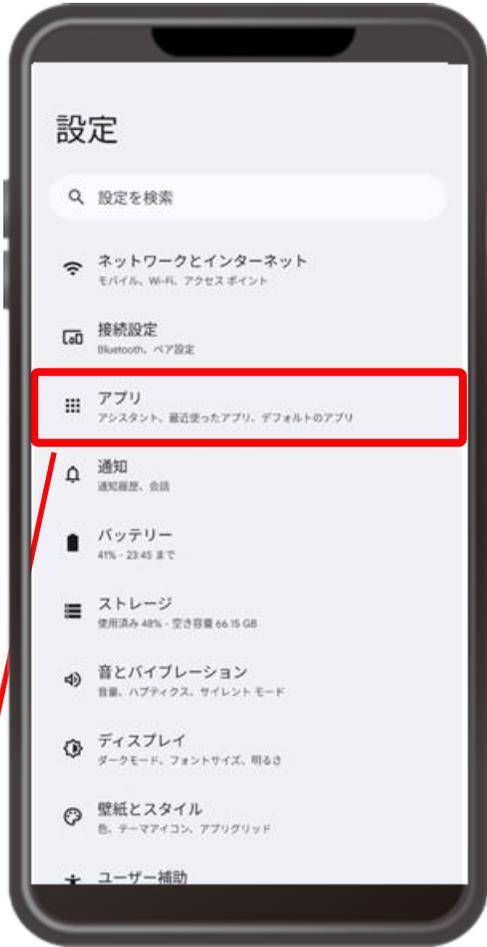 設定
設定を検索
ネットワークとインターネット
モバイル、Wi-Fi、アクセス ポイント
接続設定
Bluetooth、ペア設定
アプリ
アシスタント、最近使ったアプリ、デフォルトのアプリ
通知
通知履歴、会話
バッテリー
41% - 23:45 まで
ストレージ
使用済み 48% - 空き容量 66.15 GB
音とバイブレーション
音量、ハプティクス、サイレント モード
ディスプレイ
ダークモード、フォントサイズ、明るさ
壁紙とスタイル
色、テーマアイコン、アプリグリッド
ユーザー補助